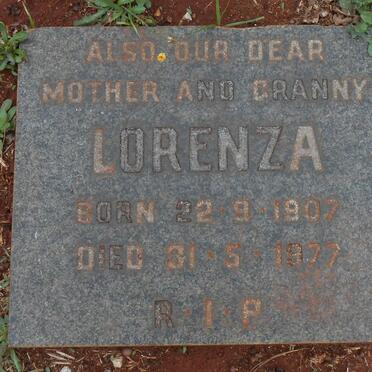 ALSO OUR DEAR
MOTHER AND GRANNY
LORENZA
BORN 22·9·1907
DIED 31·5·1977
R·I·P